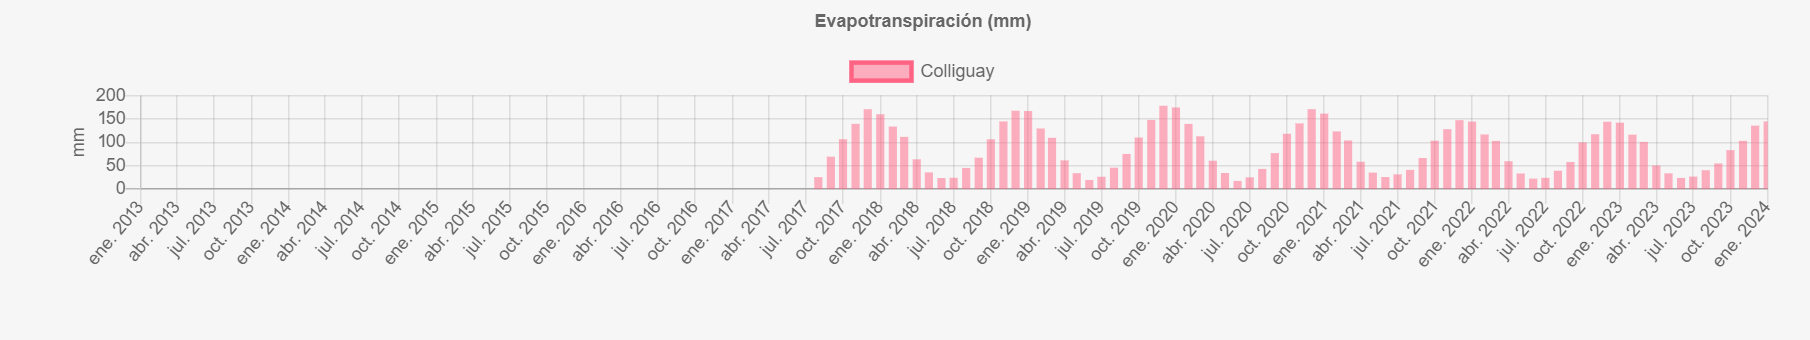 Evapotranspiración (mm)
Colliguay
200
150
100
50
0
mm
ene. 2013
abr. 2013
jul. 2013
oct. 2013
ene. 2014
abr. 2014
jul. 2014
oct. 2014
ene. 2015
abr. 2015
jul. 2015
oct. 2015
ene. 2016
abr. 2016
jul. 2016
oct. 2016
ene. 2017
abr. 2017
jul. 2017
oct. 2017
ene. 2018
abr. 2018
jul. 2018
oct. 2018
ene. 2019
abr. 2019
jul. 2019
oct. 2019
ene. 2020
abr. 2020
jul. 2020
oct. 2020
ene. 2021
abr. 2021
jul. 2021
oct. 2021
ene. 2022
abr. 2022
jul. 2022
oct. 2022
ene. 2023
abr. 2023
jul. 2023
oct. 2023
ene. 2024